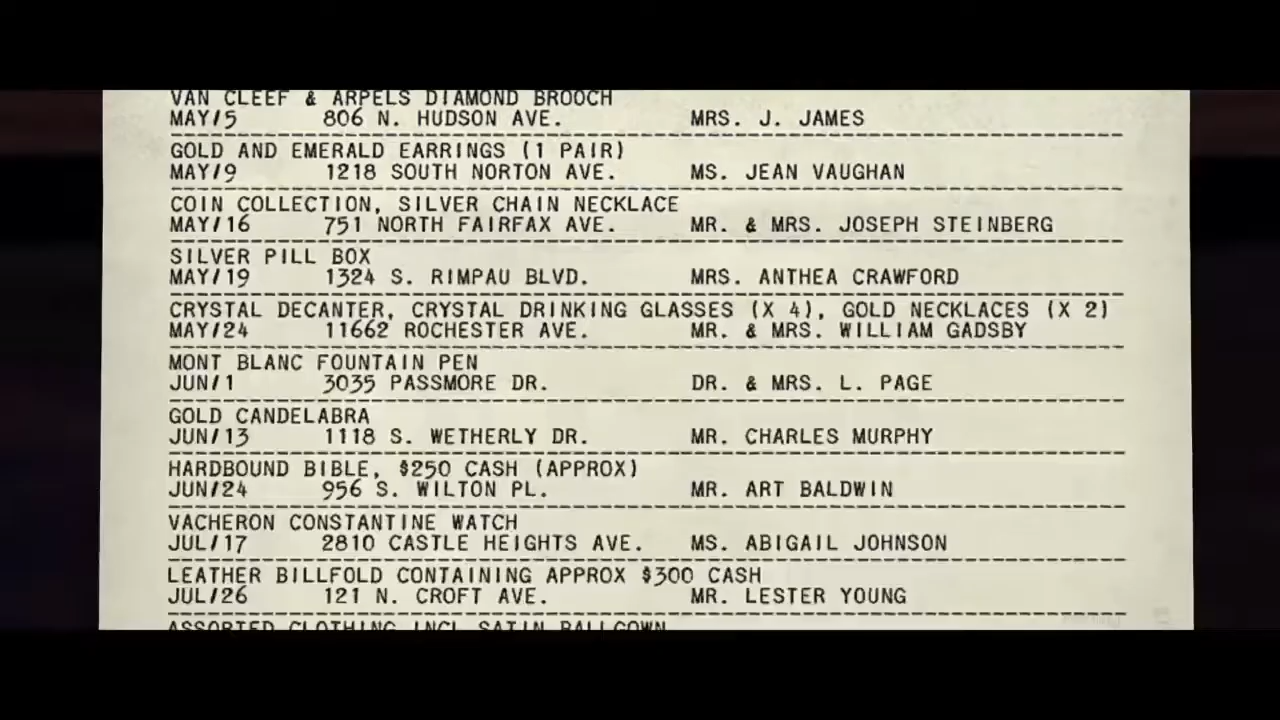 VAN CLEEF & ARPELS DIAMOND BROOCH
MAY/5 806 N. HUDSON AVE. MRS. J. JAMES
GOLD AND EMERALD EARRINGS (1 PAIR)
MAY/9 1218 SOUTH NORTON AVE. MS. JEAN VAUGHAN
COIN COLLECTION, SILVER CHAIN NECKLACE
MAY/16 751 NORTH FAIRFAX AVE. MR. & MRS. JOSEPH STEINBERG
SILVER PILL BOX
MAY/19 1324 S. RIMPAU BLVD. MRS. ANTHEA CRAWFORD
CRYSTAL DECANTER, CRYSTAL DRINKING GLASSES (X 4), GOLD NECKLACES (X 2)
MAY/24 11662 ROCHESTER AVE. MR. & MRS. WILLIAM GADSBY
MONT BLANC FOUNTAIN PEN
JUN/1 3035 PASSMORE DR. DR. & MRS. L. PAGE
GOLD CANDELABRA
JUN/13 1118 S. WETHERLY DR. MR. CHARLES MURPHY
HARDBOUND BIBLE, $250 CASH (APPROX)
JUN/24 956 S. WILTON PL. MR. ART BALDWIN
VACHERON CONSTANTINE WATCH
JUL/17 2810 CASTLE HEIGHTS AVE. MS. ABIGAIL JOHNSON
LEATHER BILLFOLD CONTAINING APPROX $300 CASH
JUL/26 121 N. CROFT AVE. MR. LESTER YOUNG
ASSORTED CLOTHING INCL SATIN BALLGOWN